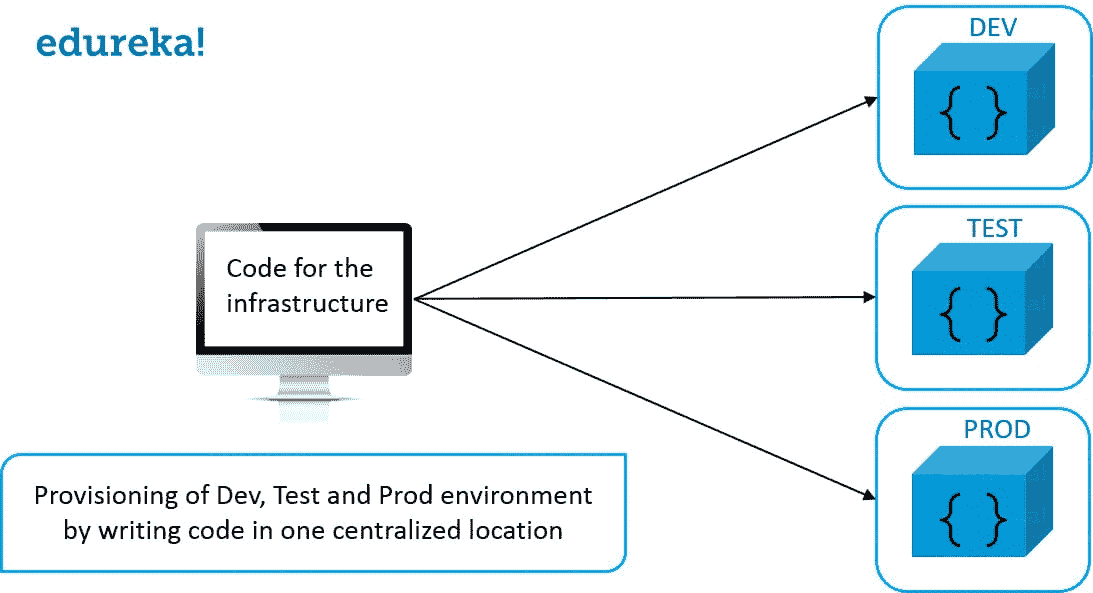 edureka!
DEV
{ }
Code for the
infrastructure
TEST
{ }
PROD
{ }
Provisioning of Dev, Test and Prod environment
by writing code in one centralized location